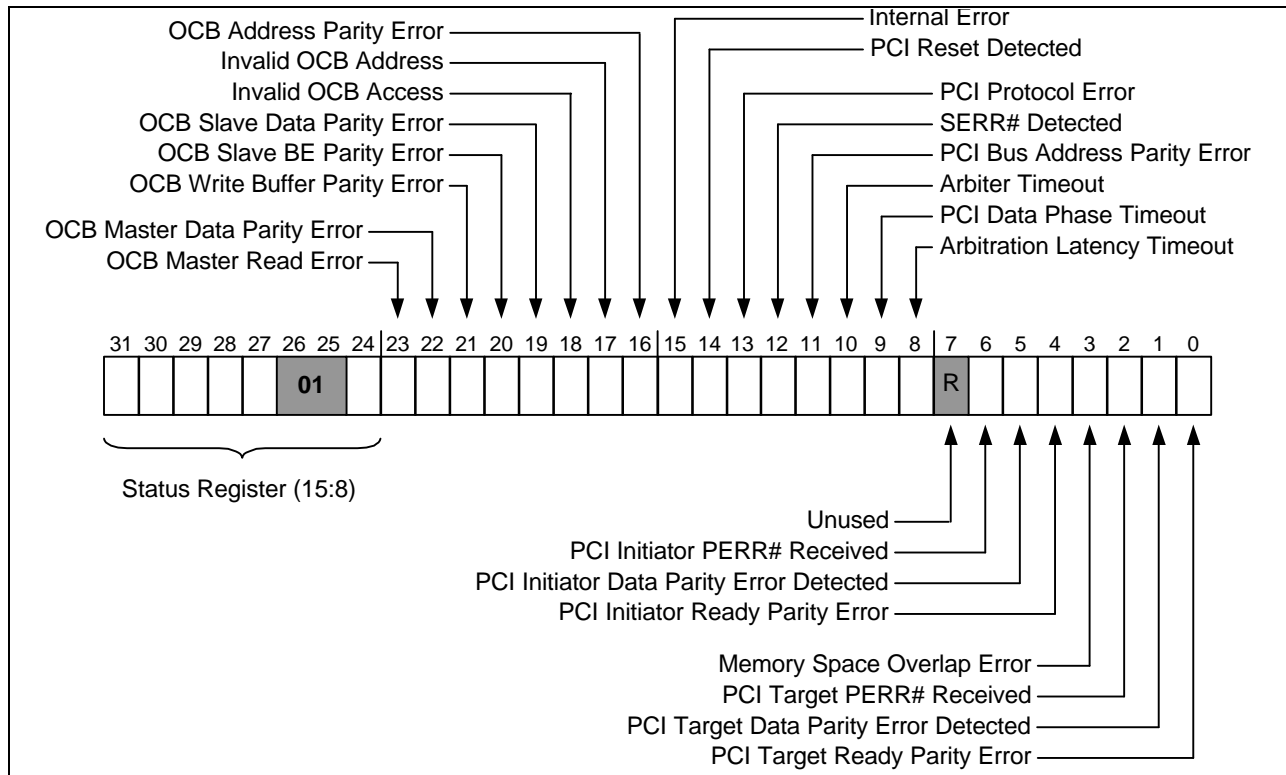 Internal Error
OCB Address Parity Error
PCI Reset Detected
Invalid OCB Address
Invalid OCB Access
PCI Protocol Error
OCB Slave Data Parity Error
SERR# Detected
OCB Slave BE Parity Error
PCI Bus Address Parity Error
OCB Write Buffer Parity Error
Arbiter Timeout
PCI Data Phase Timeout
OCB Master Data Parity Error
Arbitration Latency Timeout
OCB Master Read Error
31 30 29 28 27 26 25 24 23 22 21 20 19 18 17 16 15 14 13 12 11 10 9 8 7 6 5 4 3 2 1 0
01 R
Status Register (15:8)
Unused
PCI Initiator PERR# Received
PCI Initiator Data Parity Error Detected
PCI Initiator Ready Parity Error
Memory Space Overlap Error
PCI Target PERR# Received
PCI Target Data Parity Error Detected
PCI Target Ready Parity Error